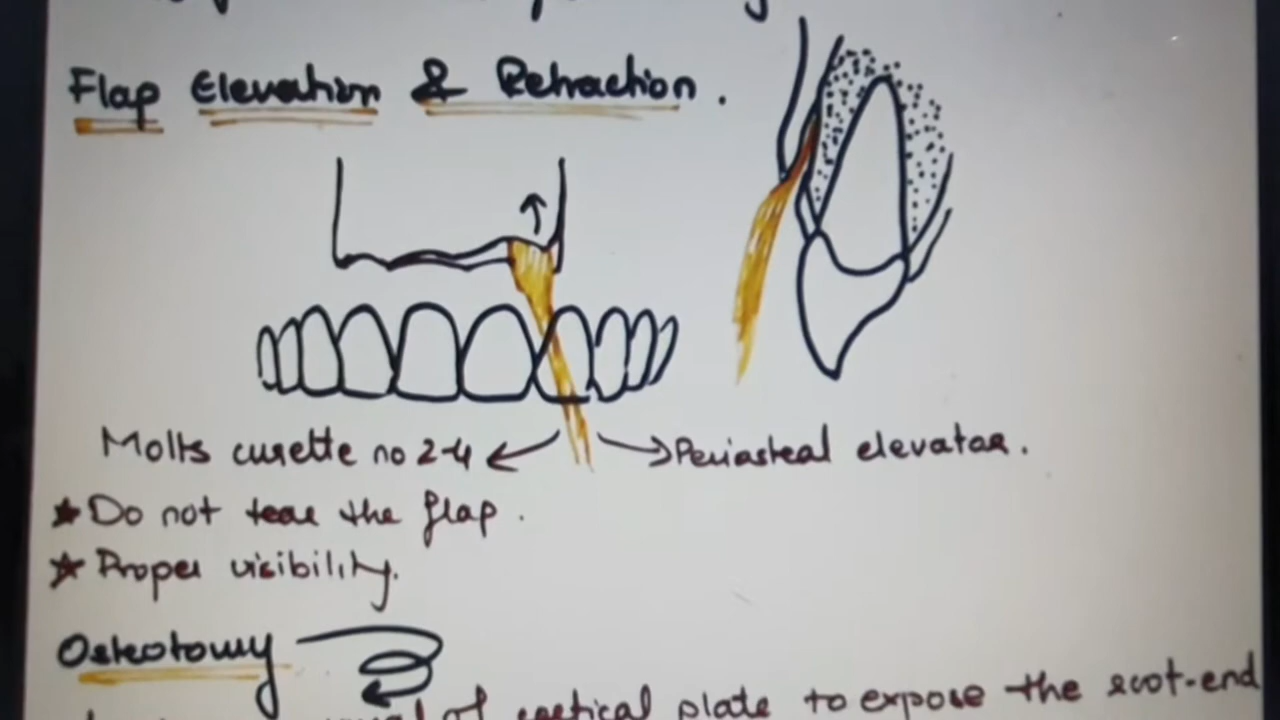 Flap Elevation & Retraction.
Molts curette no 2-4
Periasteal elevator.
Do not tear the flap.
Proper visibility.
Osteotomy
of cortical plate to expose the root-end